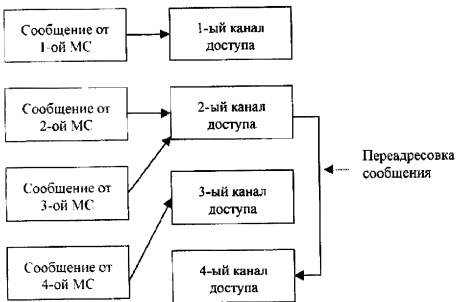 Сообщение от
1-ой МС
1-ый канал
доступа
Сообщение от
2-ой МС
2-ый канал
доступа
Переадресовка
сообщения
Сообщение от
3-ой МС
3-ый канал
доступа
Сообщение от
4-ой МС
4-ый канал
доступа